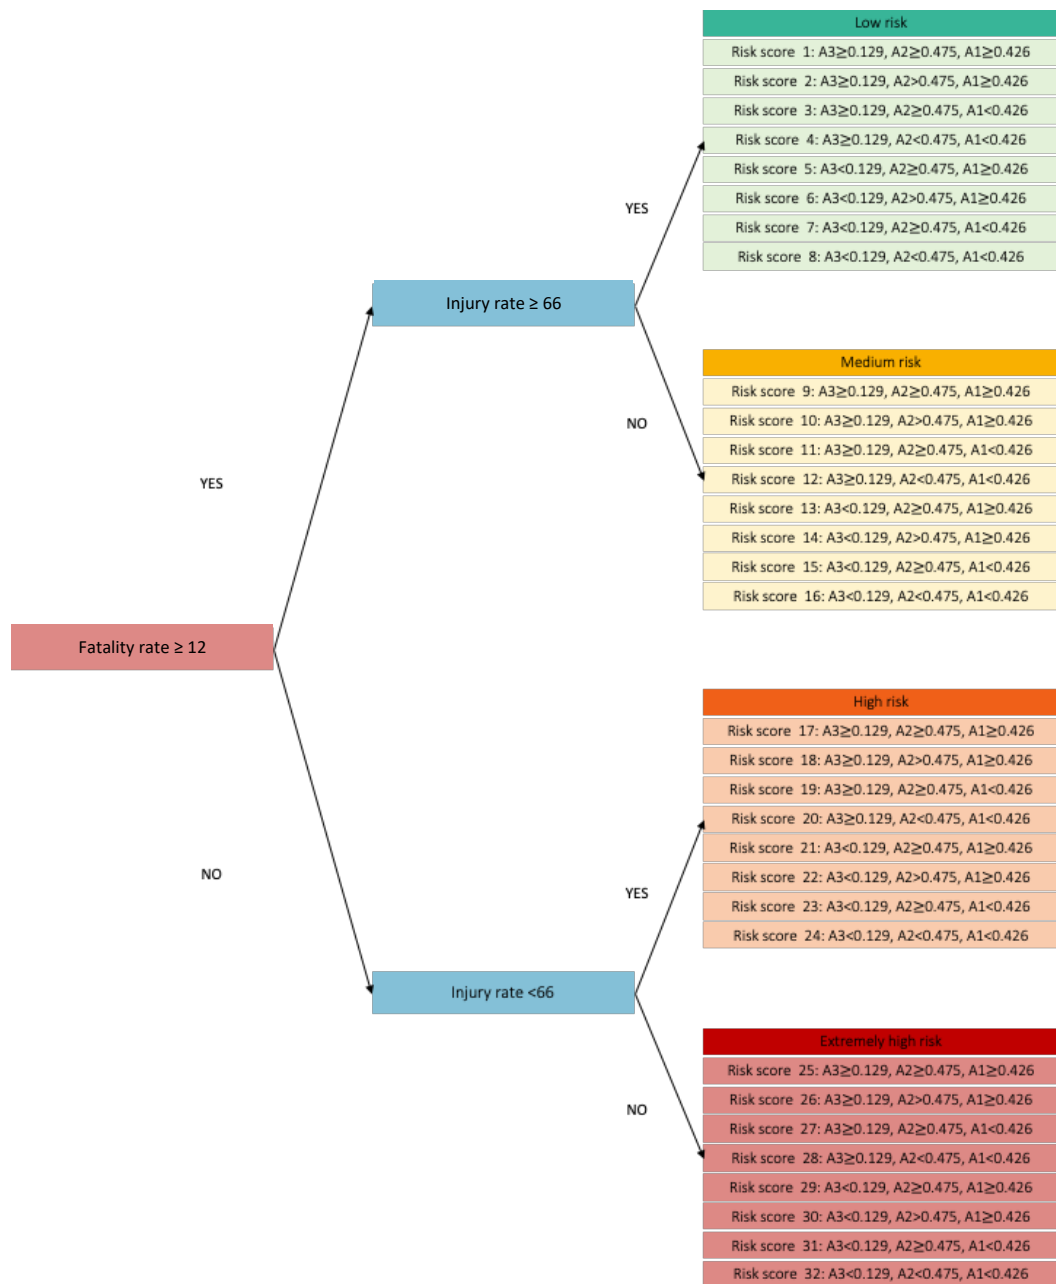 Low risk
Risk score 1: A3≥0.129, A2≥0.475, A1≥0.426
Risk score 2: A3≥0.129, A2>0.475, A1≥0.426
Risk score 3: A3≥0.129, A2≥0.475, A1<0.426
Risk score 4: A3≥0.129, A2<0.475, A1<0.426
Risk score 5: A3<0.129, A2≥0.475, A1≥0.426
Risk score 6: A3<0.129, A2>0.475, A1≥0.426
Risk score 7: A3<0.129, A2≥0.475, A1<0.426
Risk score 8: A3<0.129, A2<0.475, A1<0.426
YES
Injury rate ≥ 66
NO
Medium risk
Risk score 9: A3≥0.129, A2≥0.475, A1≥0.426
Risk score 10: A3≥0.129, A2>0.475, A1≥0.426
Risk score 11: A3≥0.129, A2≥0.475, A1<0.426
Risk score 12: A3≥0.129, A2<0.475, A1<0.426
Risk score 13: A3<0.129, A2≥0.475, A1≥0.426
Risk score 14: A3<0.129, A2>0.475, A1≥0.426
Risk score 15: A3<0.129, A2≥0.475, A1<0.426
Risk score 16: A3<0.129, A2<0.475, A1<0.426
YES
Fatality rate ≥ 12
NO
High risk
Risk score 17: A3≥0.129, A2≥0.475, A1≥0.426
Risk score 18: A3≥0.129, A2>0.475, A1≥0.426
Risk score 19: A3≥0.129, A2≥0.475, A1<0.426
Risk score 20: A3≥0.129, A2<0.475, A1<0.426
Risk score 21: A3<0.129, A2≥0.475, A1≥0.426
Risk score 22: A3<0.129, A2>0.475, A1≥0.426
Risk score 23: A3<0.129, A2≥0.475, A1<0.426
Risk score 24: A3<0.129, A2<0.475, A1<0.426
YES
Injury rate <66
NO
Extremely high risk
Risk score 25: A3≥0.129, A2≥0.475, A1≥0.426
Risk score 26: A3≥0.129, A2>0.475, A1≥0.426
Risk score 27: A3≥0.129, A2≥0.475, A1<0.426
Risk score 28: A3≥0.129, A2<0.475, A1<0.426
Risk score 29: A3<0.129, A2≥0.475, A1≥0.426
Risk score 30: A3<0.129, A2>0.475, A1≥0.426
Risk score 31: A3<0.129, A2≥0.475, A1<0.426
Risk score 32: A3<0.129, A2<0.475, A1<0.426